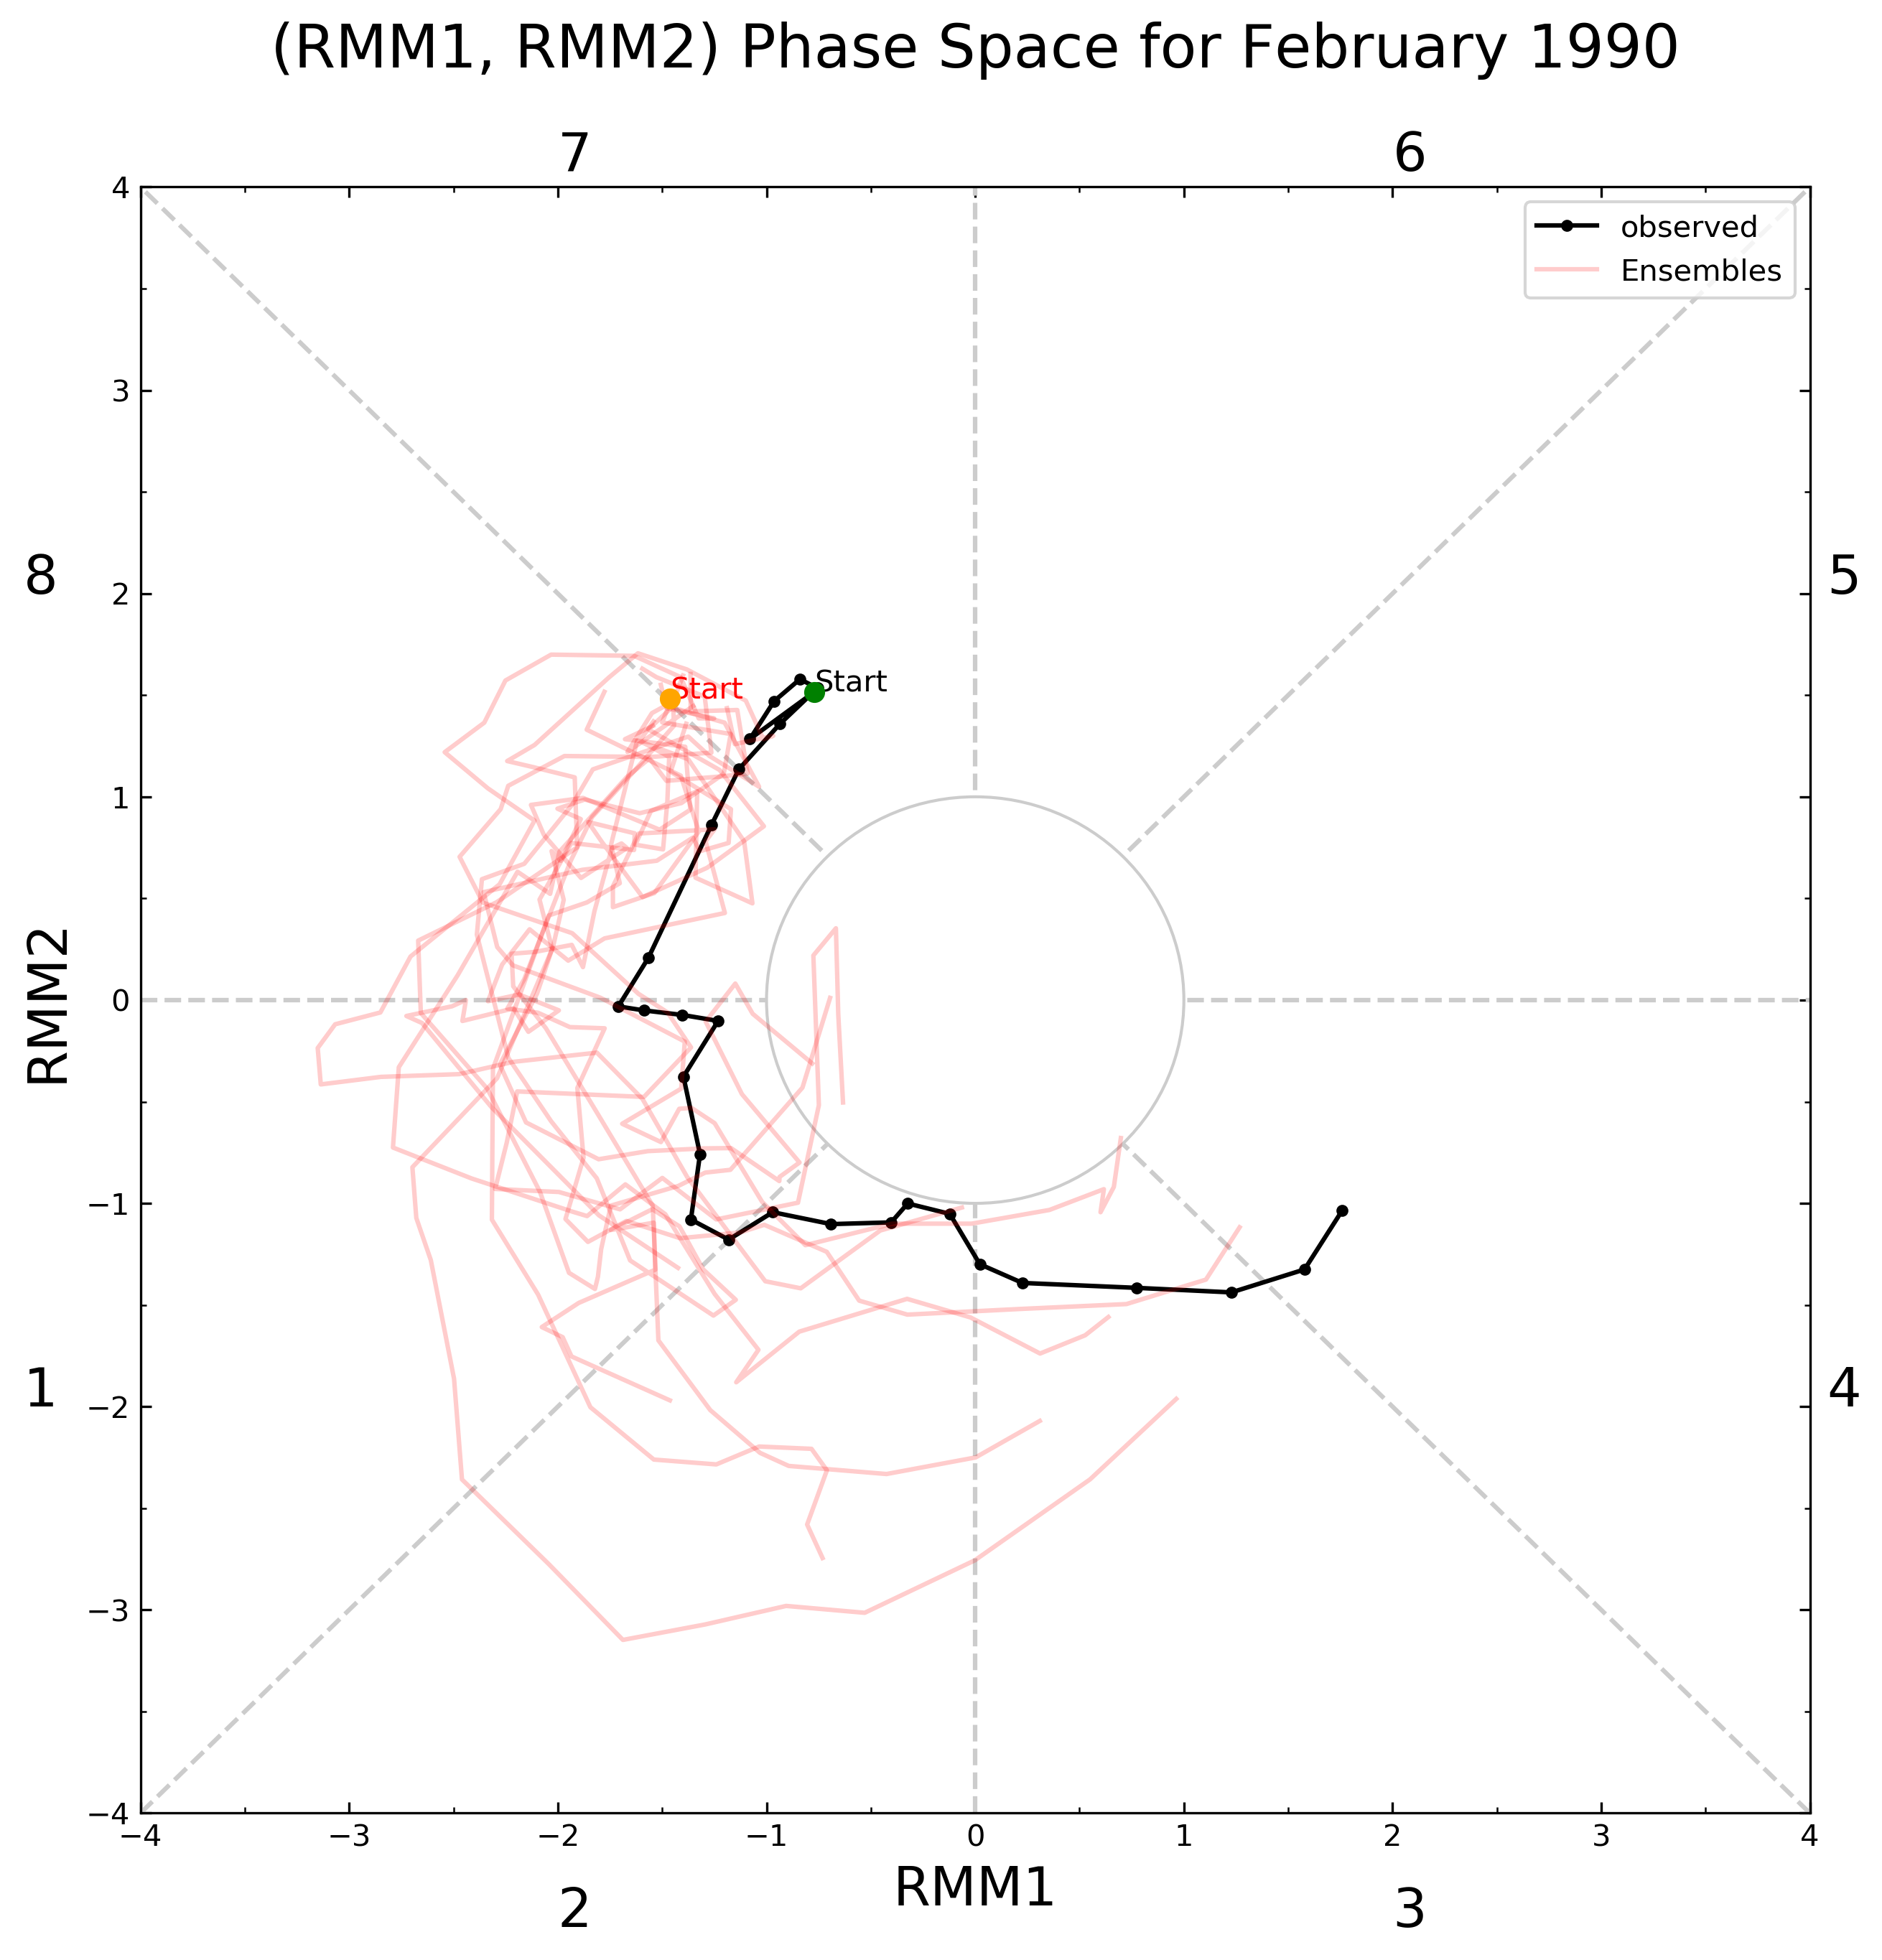 (RMM1, RMM2) Phase Space for February 1990
7 6
4
observed
Ensembles
3
8 5
2
Start Start
1
RMM2
0
−1
1 4
−2
−3
−4
−4 −3 −2 −1 0 1 2 3 4
RMM1
2 3